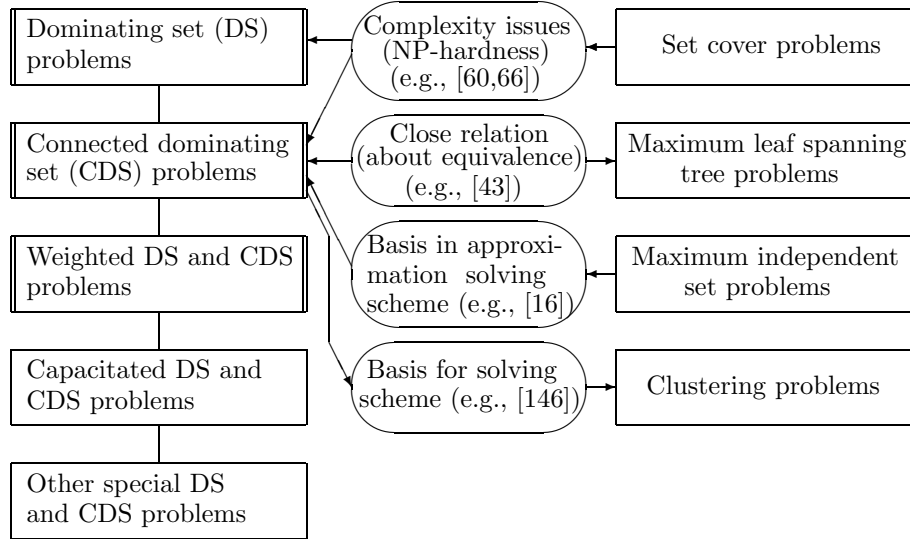 Dominating set (DS)
problems
Complexity issues
(NP-hardness)
(e.g., [60,66])
Set cover problems
Connected dominating
set (CDS) problems
Close relation
(about equivalence)
(e.g., [43])
Maximum leaf spanning
tree problems
Weighted DS and CDS
problems
Basis in approxi-
mation solving
scheme (e.g., [16])
Maximum independent
set problems
Capacitated DS and
CDS problems
Basis for solving
scheme (e.g., [146])
Clustering problems
Other special DS
and CDS problems